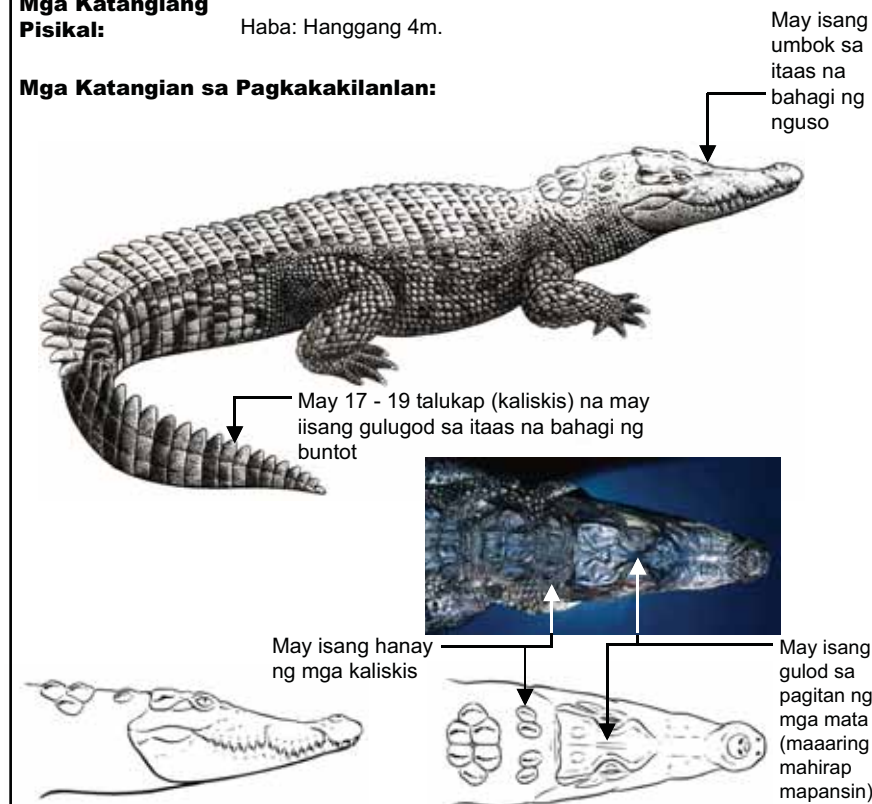 Mga Katangiang
Pisikal:
Haba: Hanggang 4m.
Mga Katangian sa Pagkakakilanlan:
May isang
umbok sa
itaas na
bahagi ng
nguso
May 17 - 19 talukap (kaliskis) na may
iisang gulugod sa itaas na bahagi ng
buntot
May isang hanay
ng mga kaliskis
May isang
gulod sa
pagitan ng
mga mata
(maaaring
mahirap
mapansin)